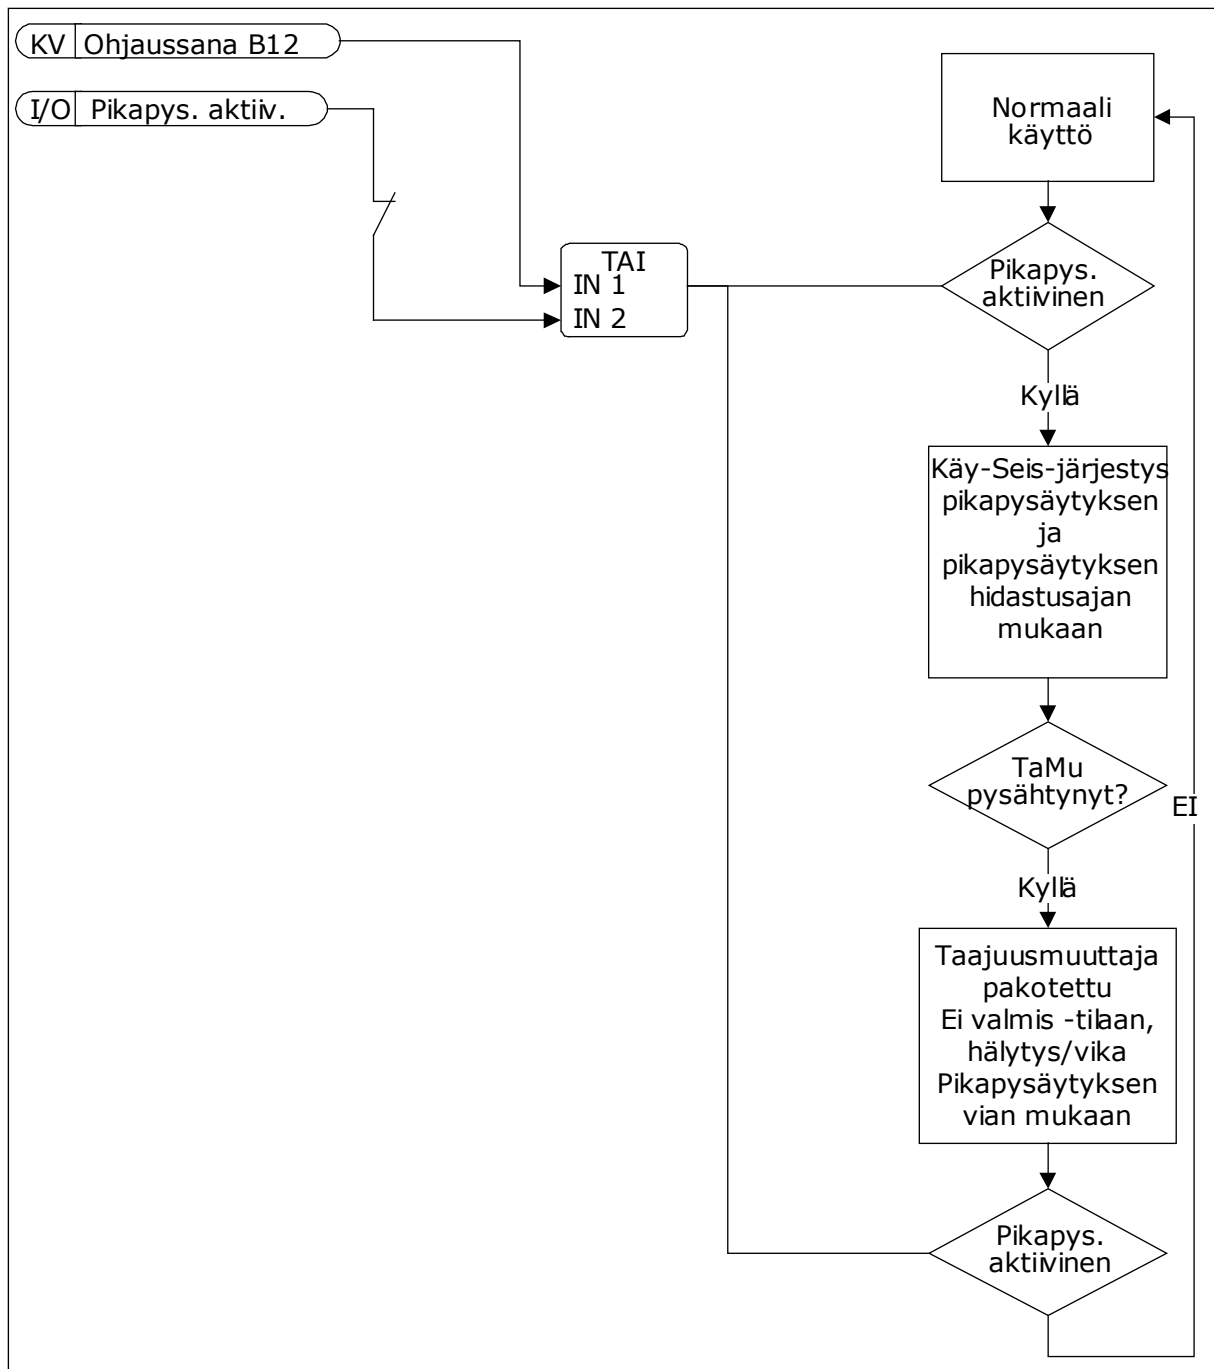 KV Ohjaussana B12
I/O Pikapys. aktiiv.
TAI
IN 1
IN 2
Normaali
käyttö
Pikapys.
aktiivinen
Kyllä
Käy-Seis-järjestys
pikapysäytyksen
ja
pikapysäytyksen
hidastusajan
mukaan
TaMu
pysähtynyt?
EI
Kyllä
Taajuusmuuttaja
pakotettu
Ei valmis -tilaan,
hälytys/vika
Pikapysäytyksen
vian mukaan
Pikapys.
aktiivinen